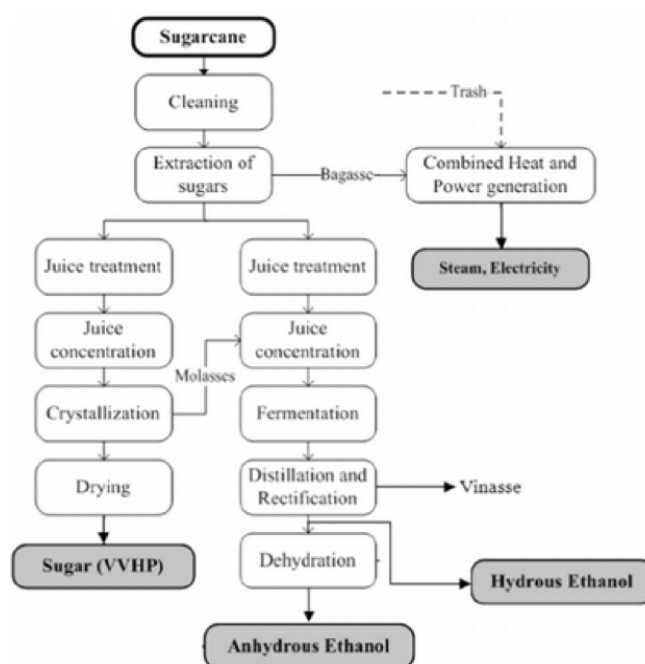 Sugarcane
Cleaning
Trash
Extraction of
sugars
Bagasse
Combined Heat and
Power generation
Steam, Electricity
Juice treatment
Juice treatment
Juice
concentration
Juice
concentration
Molasses
Crystallization
Fermentation
Drying
Distillation and
Rectification
Vinasse
Sugar (VVHP)
Dehydration
Hydrous Ethanol
Anhydrous Ethanol